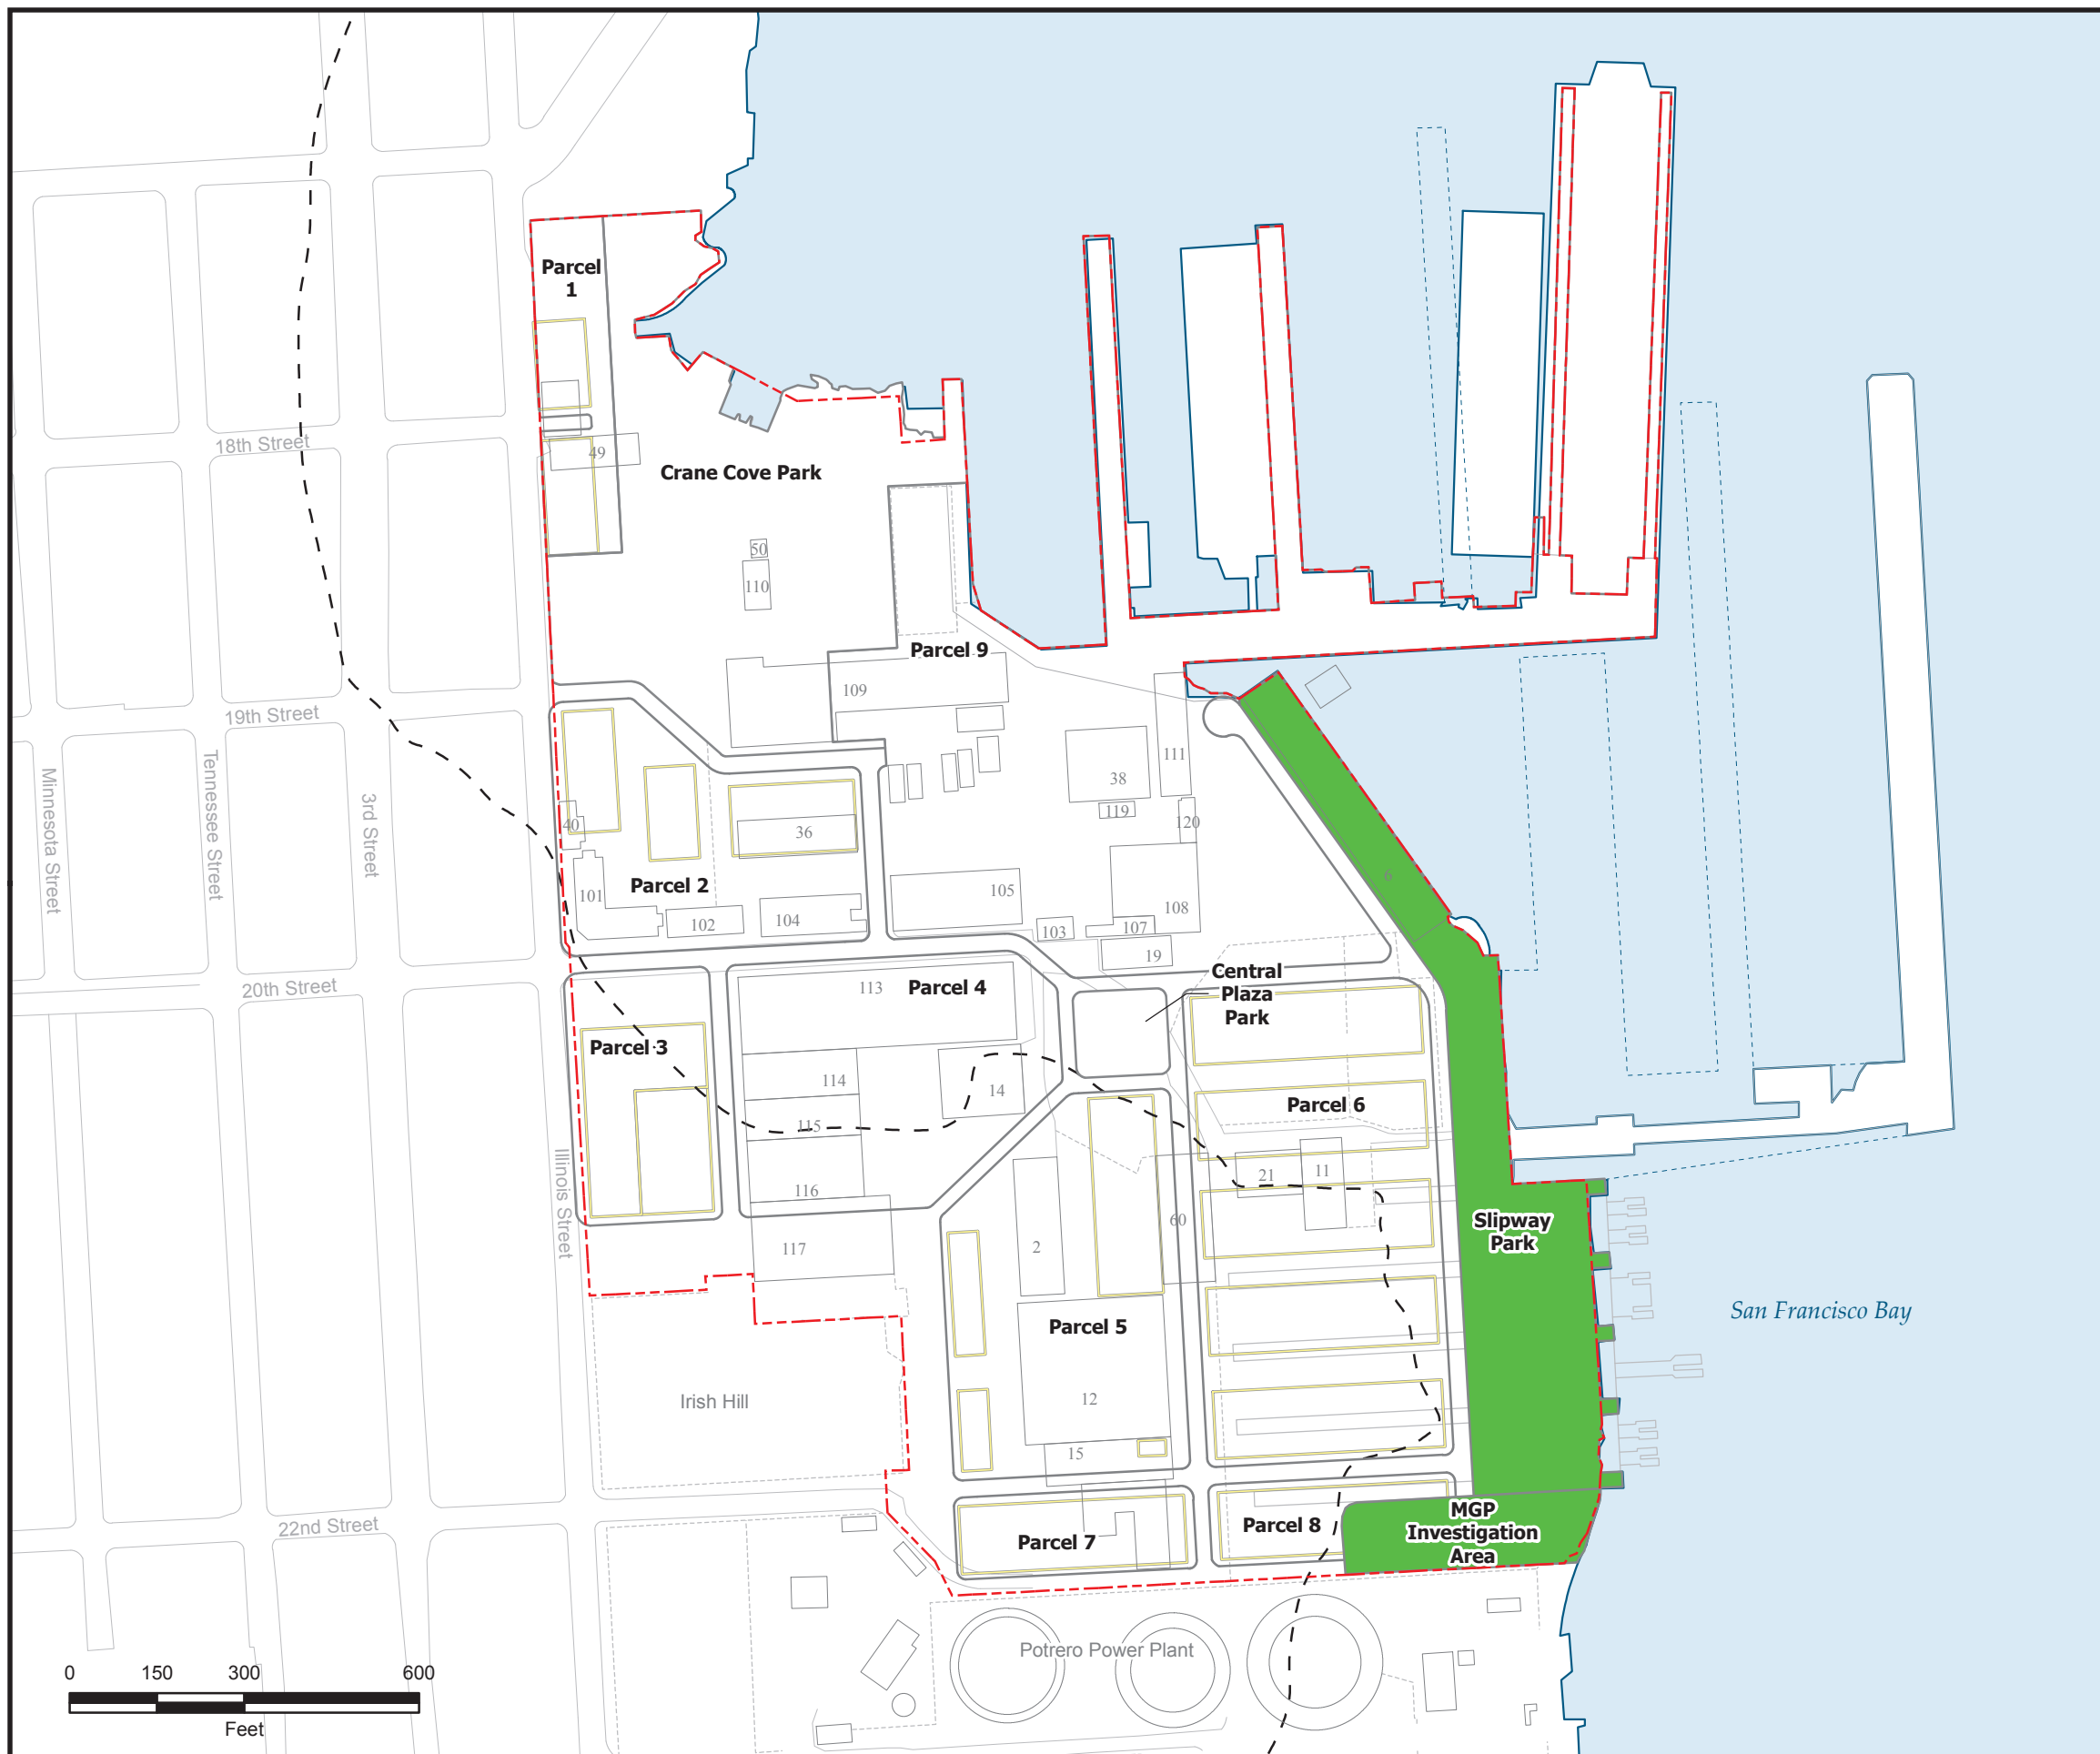 Parcel
1
18th Street
49
Crane Cove Park
50
110
Parcel 9
109
19th Street
Minnesota Street
Tennessee Street
3rd Street
38
111
119
120
40
36
6
Parcel 2
101
102
104
105
108
103
107
19
20th Street
113
Parcel 4
Central
Plaza
Park
Parcel 3
114
14
115
Parcel 6
116
21
11
60
Illinois Street
117
2
Slipway
Park
San Francisco Bay
Parcel 5
Irish Hill
12
15
22nd Street
Parcel 7
Parcel 8
MGP
Investigation
Area
Potrero Power Plant
0 150 300 600
Feet